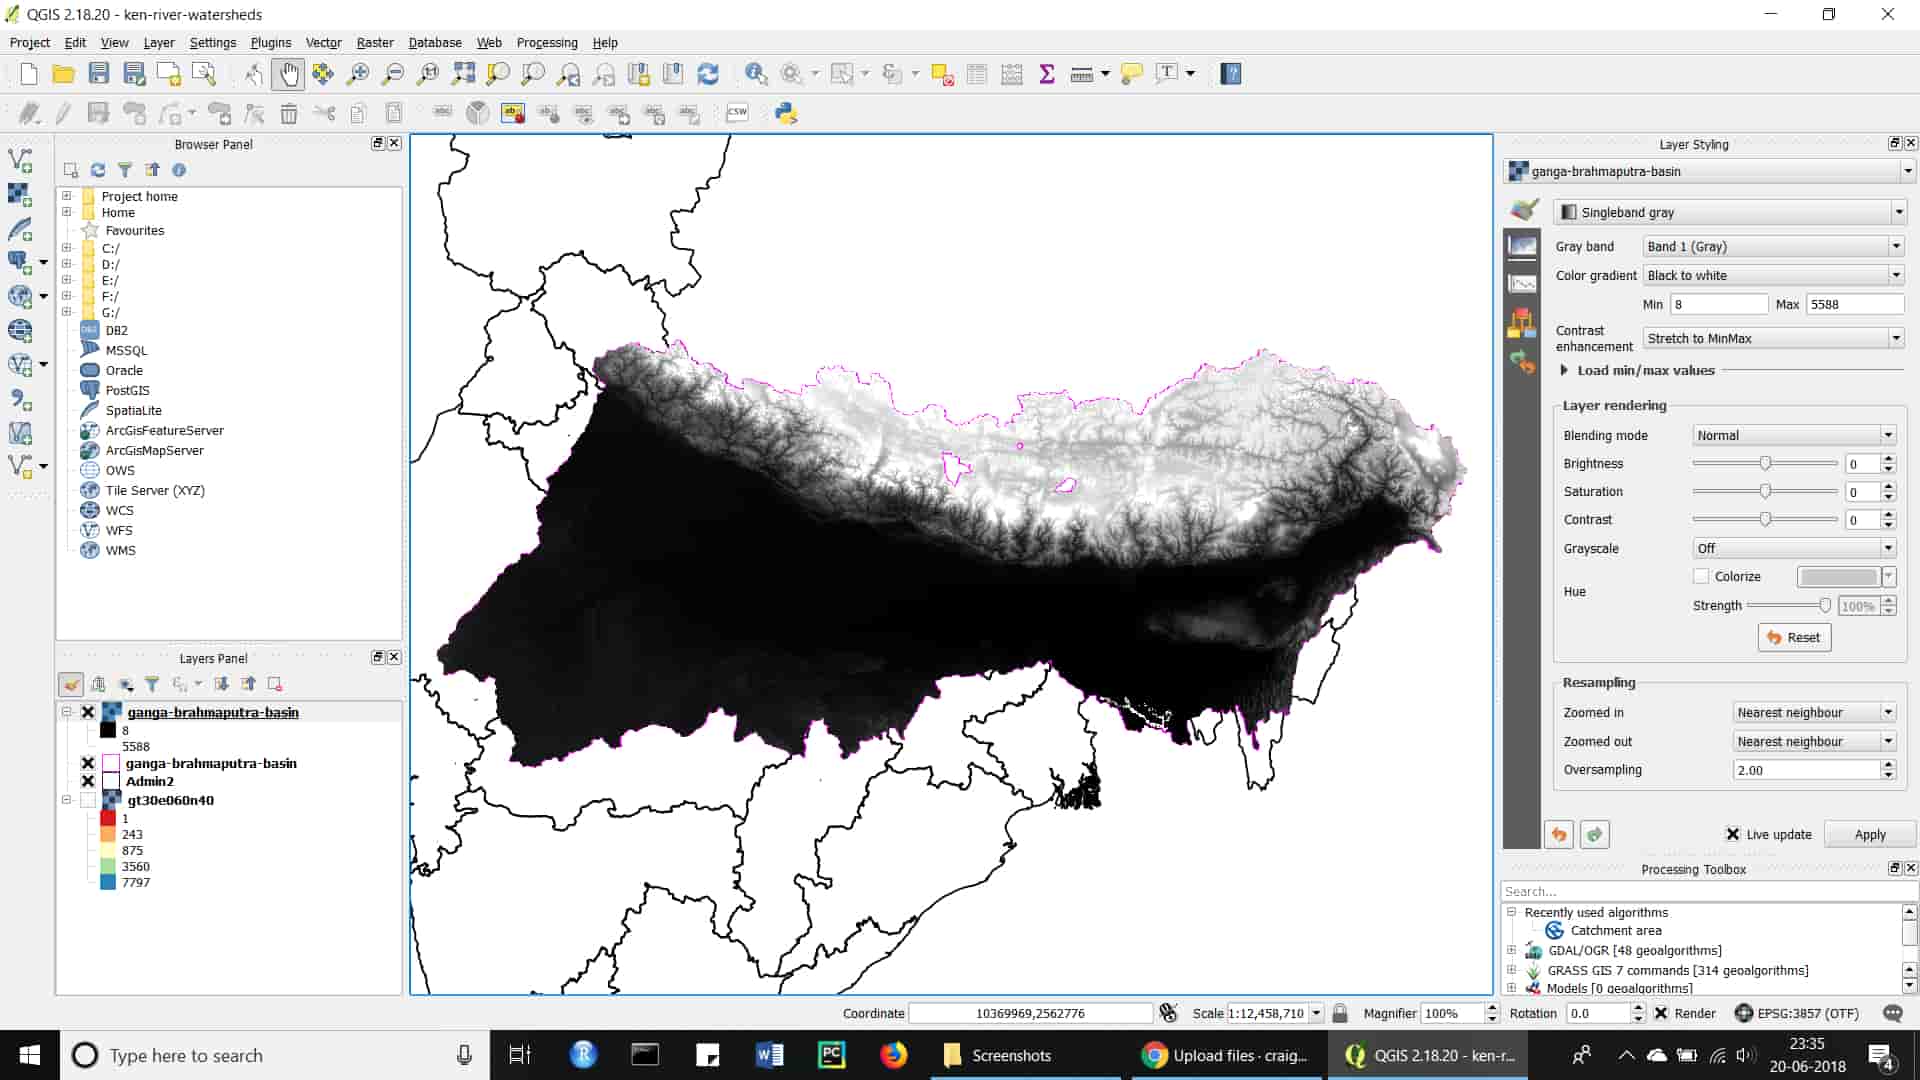 QGIS 2.18.20 - ken-river-watersheds
Project Edit View Layer Settings Plugins Vector Raster Database Web Processing Help
CSW
Browser Panel
Project home
Home
Favourites
C:/
D:/
E:/
F:/
G:/
DB2
MSSQL
Oracle
PostGIS
SpatiaLite
ArcGisFeatureServer
ArcGisMapServer
OWS
Tile Server (XYZ)
WCS
WFS
WMS
Layers Panel
ganga-brahmaputra-basin
8
5588
ganga-brahmaputra-basin
Admin2
gt30e060n40
1
243
875
3560
7797
Layer Styling
ganga-brahmaputra-basin
Singleband gray
Gray band Band 1 (Gray)
Color gradient Black to white
Min 8 Max 5588
Contrast enhancement Stretch to MinMax
Load min/max values
Layer rendering
Blending mode Normal
Brightness 0
Saturation 0
Contrast 0
Grayscale Off
Hue Colorize
Strength 100%
Reset
Resampling
Zoomed in Nearest neighbour
Zoomed out Nearest neighbour
Oversampling 2.00
Live update Apply
Processing Toolbox
Search...
Recently used algorithms
Catchment area
GDAL/OGR [48 geoalgorithms]
GRASS GIS 7 commands [314 geoalgorithms]
Models [0 geoalgorithms]
Coordinate 10369969,2562776 Scale 1:12,458,710 Magnifier 100% Rotation 0.0 Render EPSG:3857 (OTF)
Type here to search
Screenshots
Upload files · craig...
QGIS 2.18.20 - ken-r...
23:35
20-06-2018
4